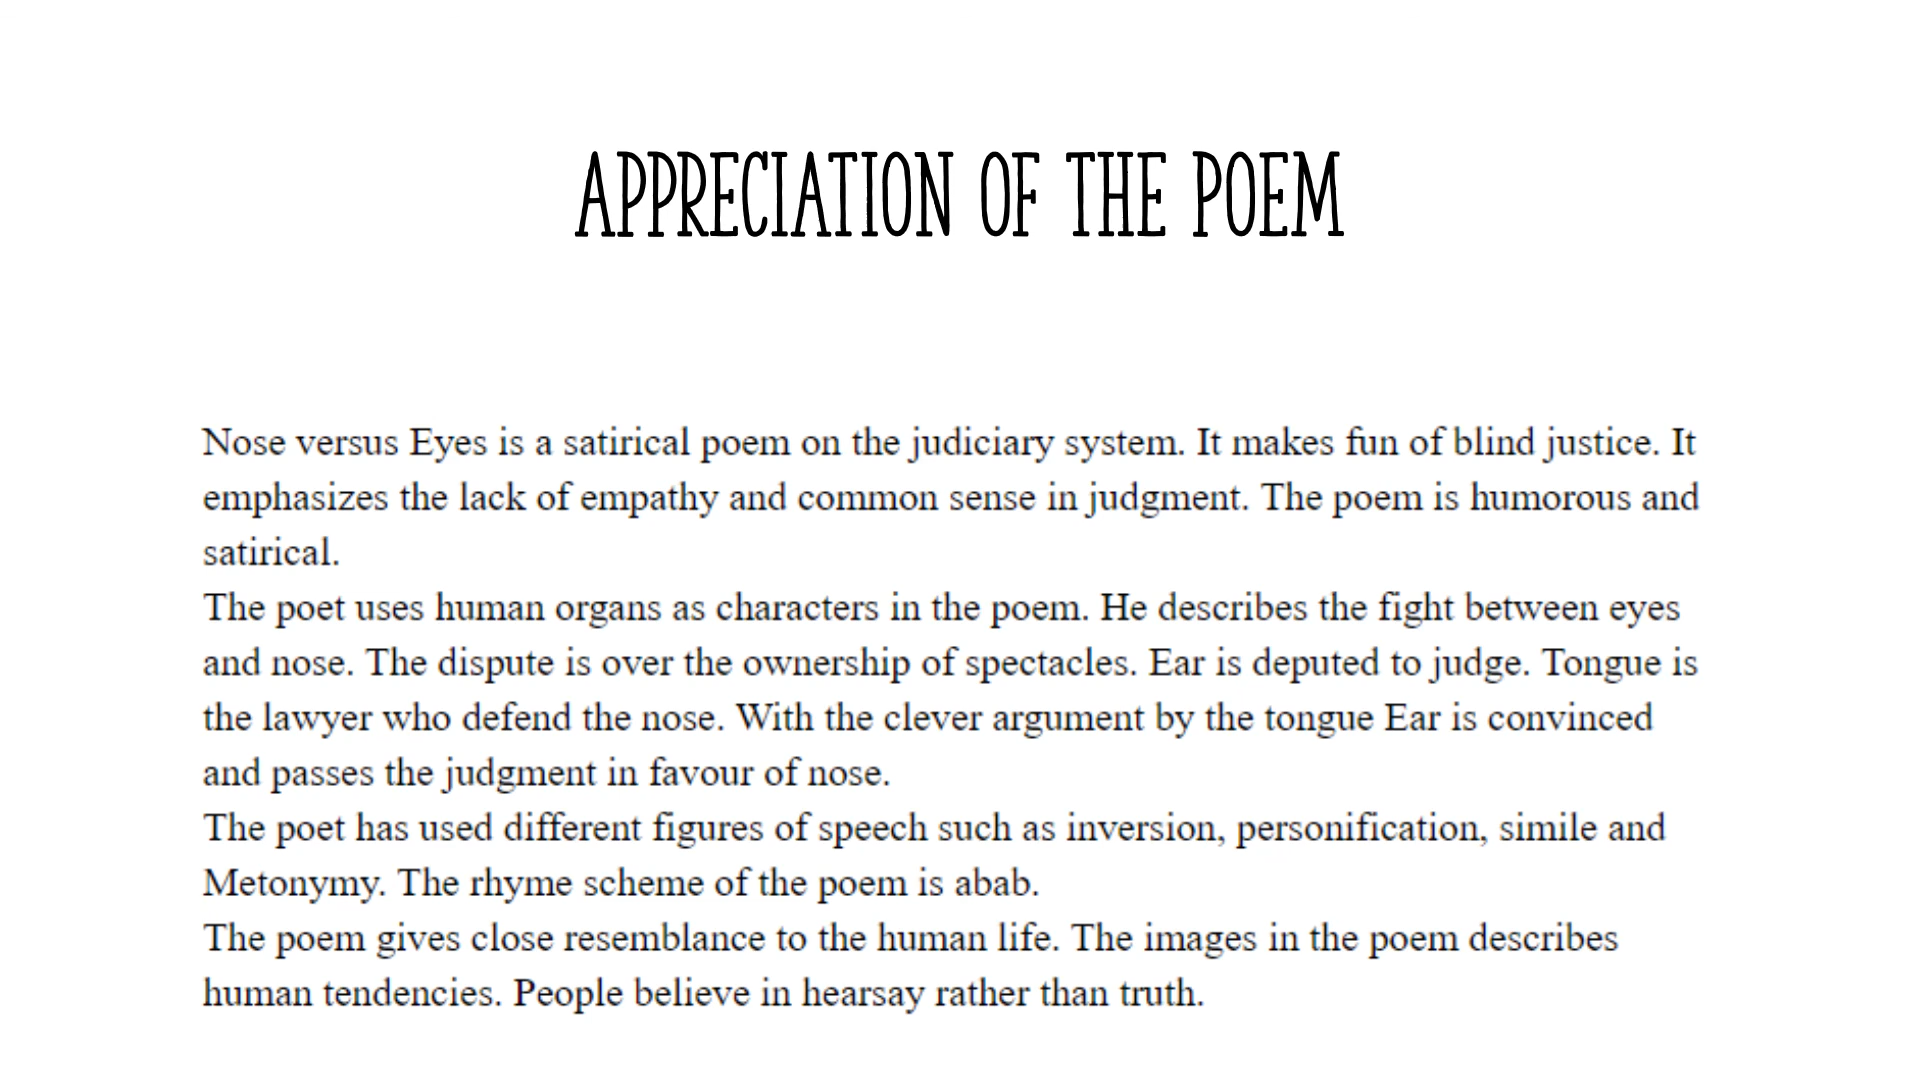 APPRECIATION OF THE POEM
Nose versus Eyes is a satirical poem on the judiciary system. It makes fun of blind justice. It
emphasizes the lack of empathy and common sense in judgment. The poem is humorous and
satirical.
The poet uses human organs as characters in the poem. He describes the fight between eyes
and nose. The dispute is over the ownership of spectacles. Ear is deputed to judge. Tongue is
the lawyer who defend the nose. With the clever argument by the tongue Ear is convinced
and passes the judgment in favour of nose.
The poet has used different figures of speech such as inversion, personification, simile and
Metonymy. The rhyme scheme of the poem is abab.
The poem gives close resemblance to the human life. The images in the poem describes
human tendencies. People believe in hearsay rather than truth.